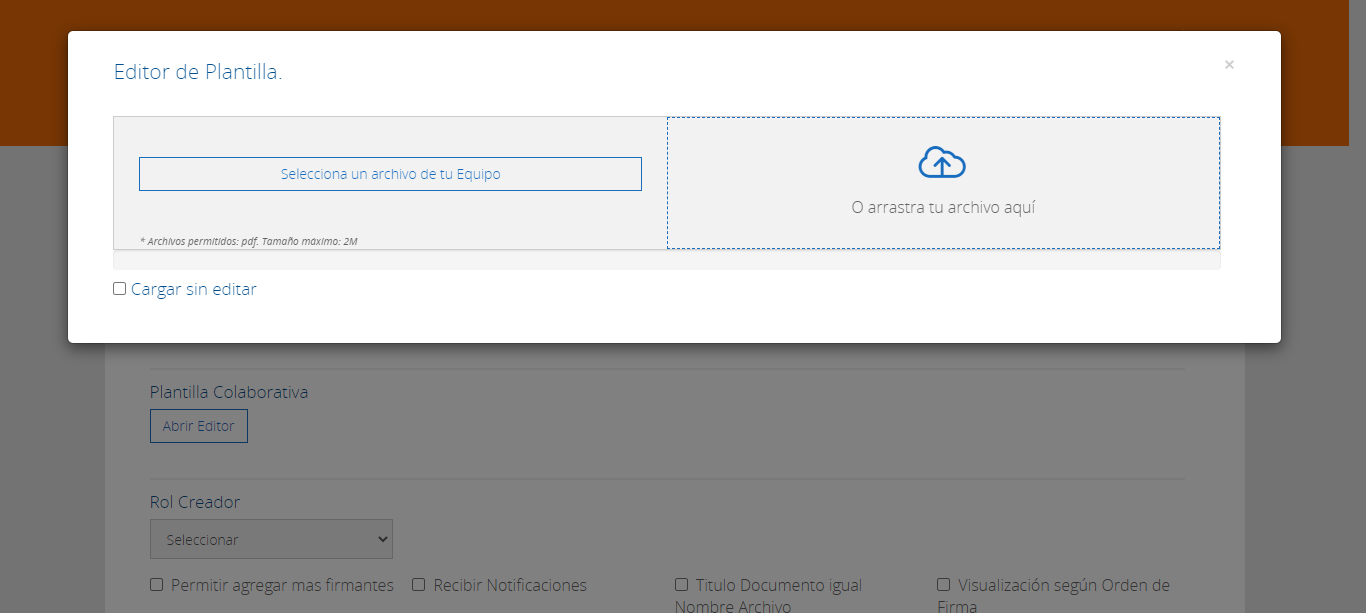 Editor de Plantilla.
×
Selecciona un archivo de tu Equipo
* Archivos permitidos: pdf. Tamaño máximo: 2M
O arrastra tu archivo aquí
Cargar sin editar
Plantilla Colaborativa
Abrir Editor
Rol Creador
Seleccionar
Permitir agregar mas firmantes
Recibir Notificaciones
Titulo Documento igual
Nombre Archivo
Visualización según Orden de
Firma